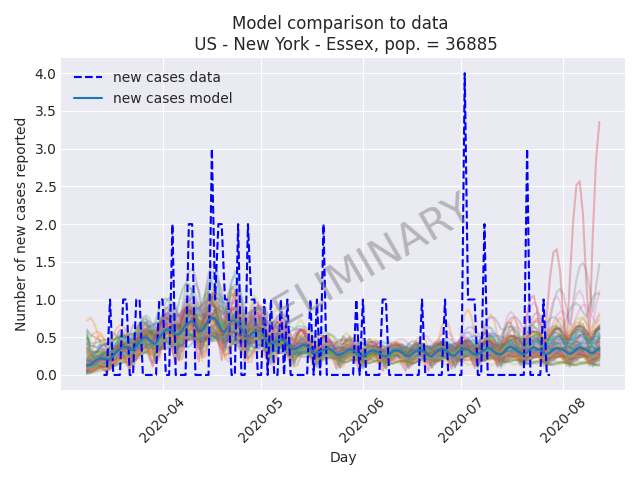 Model comparison to data
US - New York - Essex, pop. = 36885
new cases data
new cases model
PRELIMINARY
Number of new cases reported
4.0
3.5
3.0
2.5
2.0
1.5
1.0
0.5
0.0
2020-04
2020-05
2020-06
2020-07
2020-08
Day